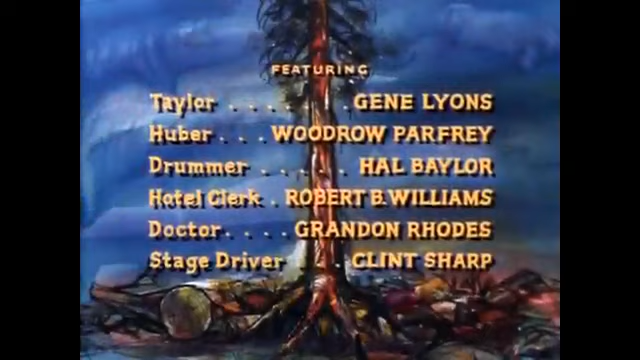 FEATURING
Taylor . . . . . . GENE LYONS
Huber . . . WOODROW PARFREY
Drummer . . . . . HAL BAYLOR
Hotel Clerk . ROBERT B. WILLIAMS
Doctor . . . . GRANDON RHODES
Stage Driver . . . CLINT SHARP